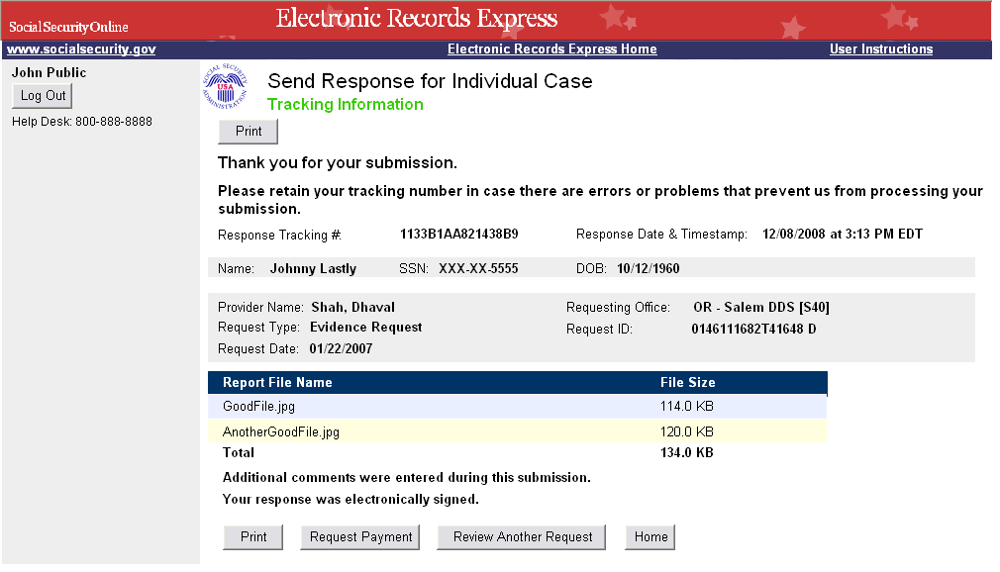 Social Security Online
Electronic Records Express
www.socialsecurity.gov Electronic Records Express Home User Instructions
John Public
Log Out
Help Desk: 800-888-8888
SOCIAL SECURITY ADMINISTRATION
USA
Send Response for Individual Case
Tracking Information
Print
Thank you for your submission.
Please retain your tracking number in case there are errors or problems that prevent us from processing your
submission.
Response Tracking #: 1133B1AA821438B9 Response Date & Timestamp: 12/08/2008 at 3:13 PM EDT
Name: Johnny Lastly SSN: XXX-XX-5555 DOB: 10/12/1960
Provider Name: Shah, Dhaval Requesting Office: OR - Salem DDS [S40]
Request Type: Evidence Request Request ID: 0146111682T41648 D
Request Date: 01/22/2007
Report File Name File Size
GoodFile.jpg 114.0 KB
AnotherGoodFile.jpg 120.0 KB
Total 134.0 KB
Additional comments were entered during this submission.
Your response was electronically signed.
Print Request Payment Review Another Request Home